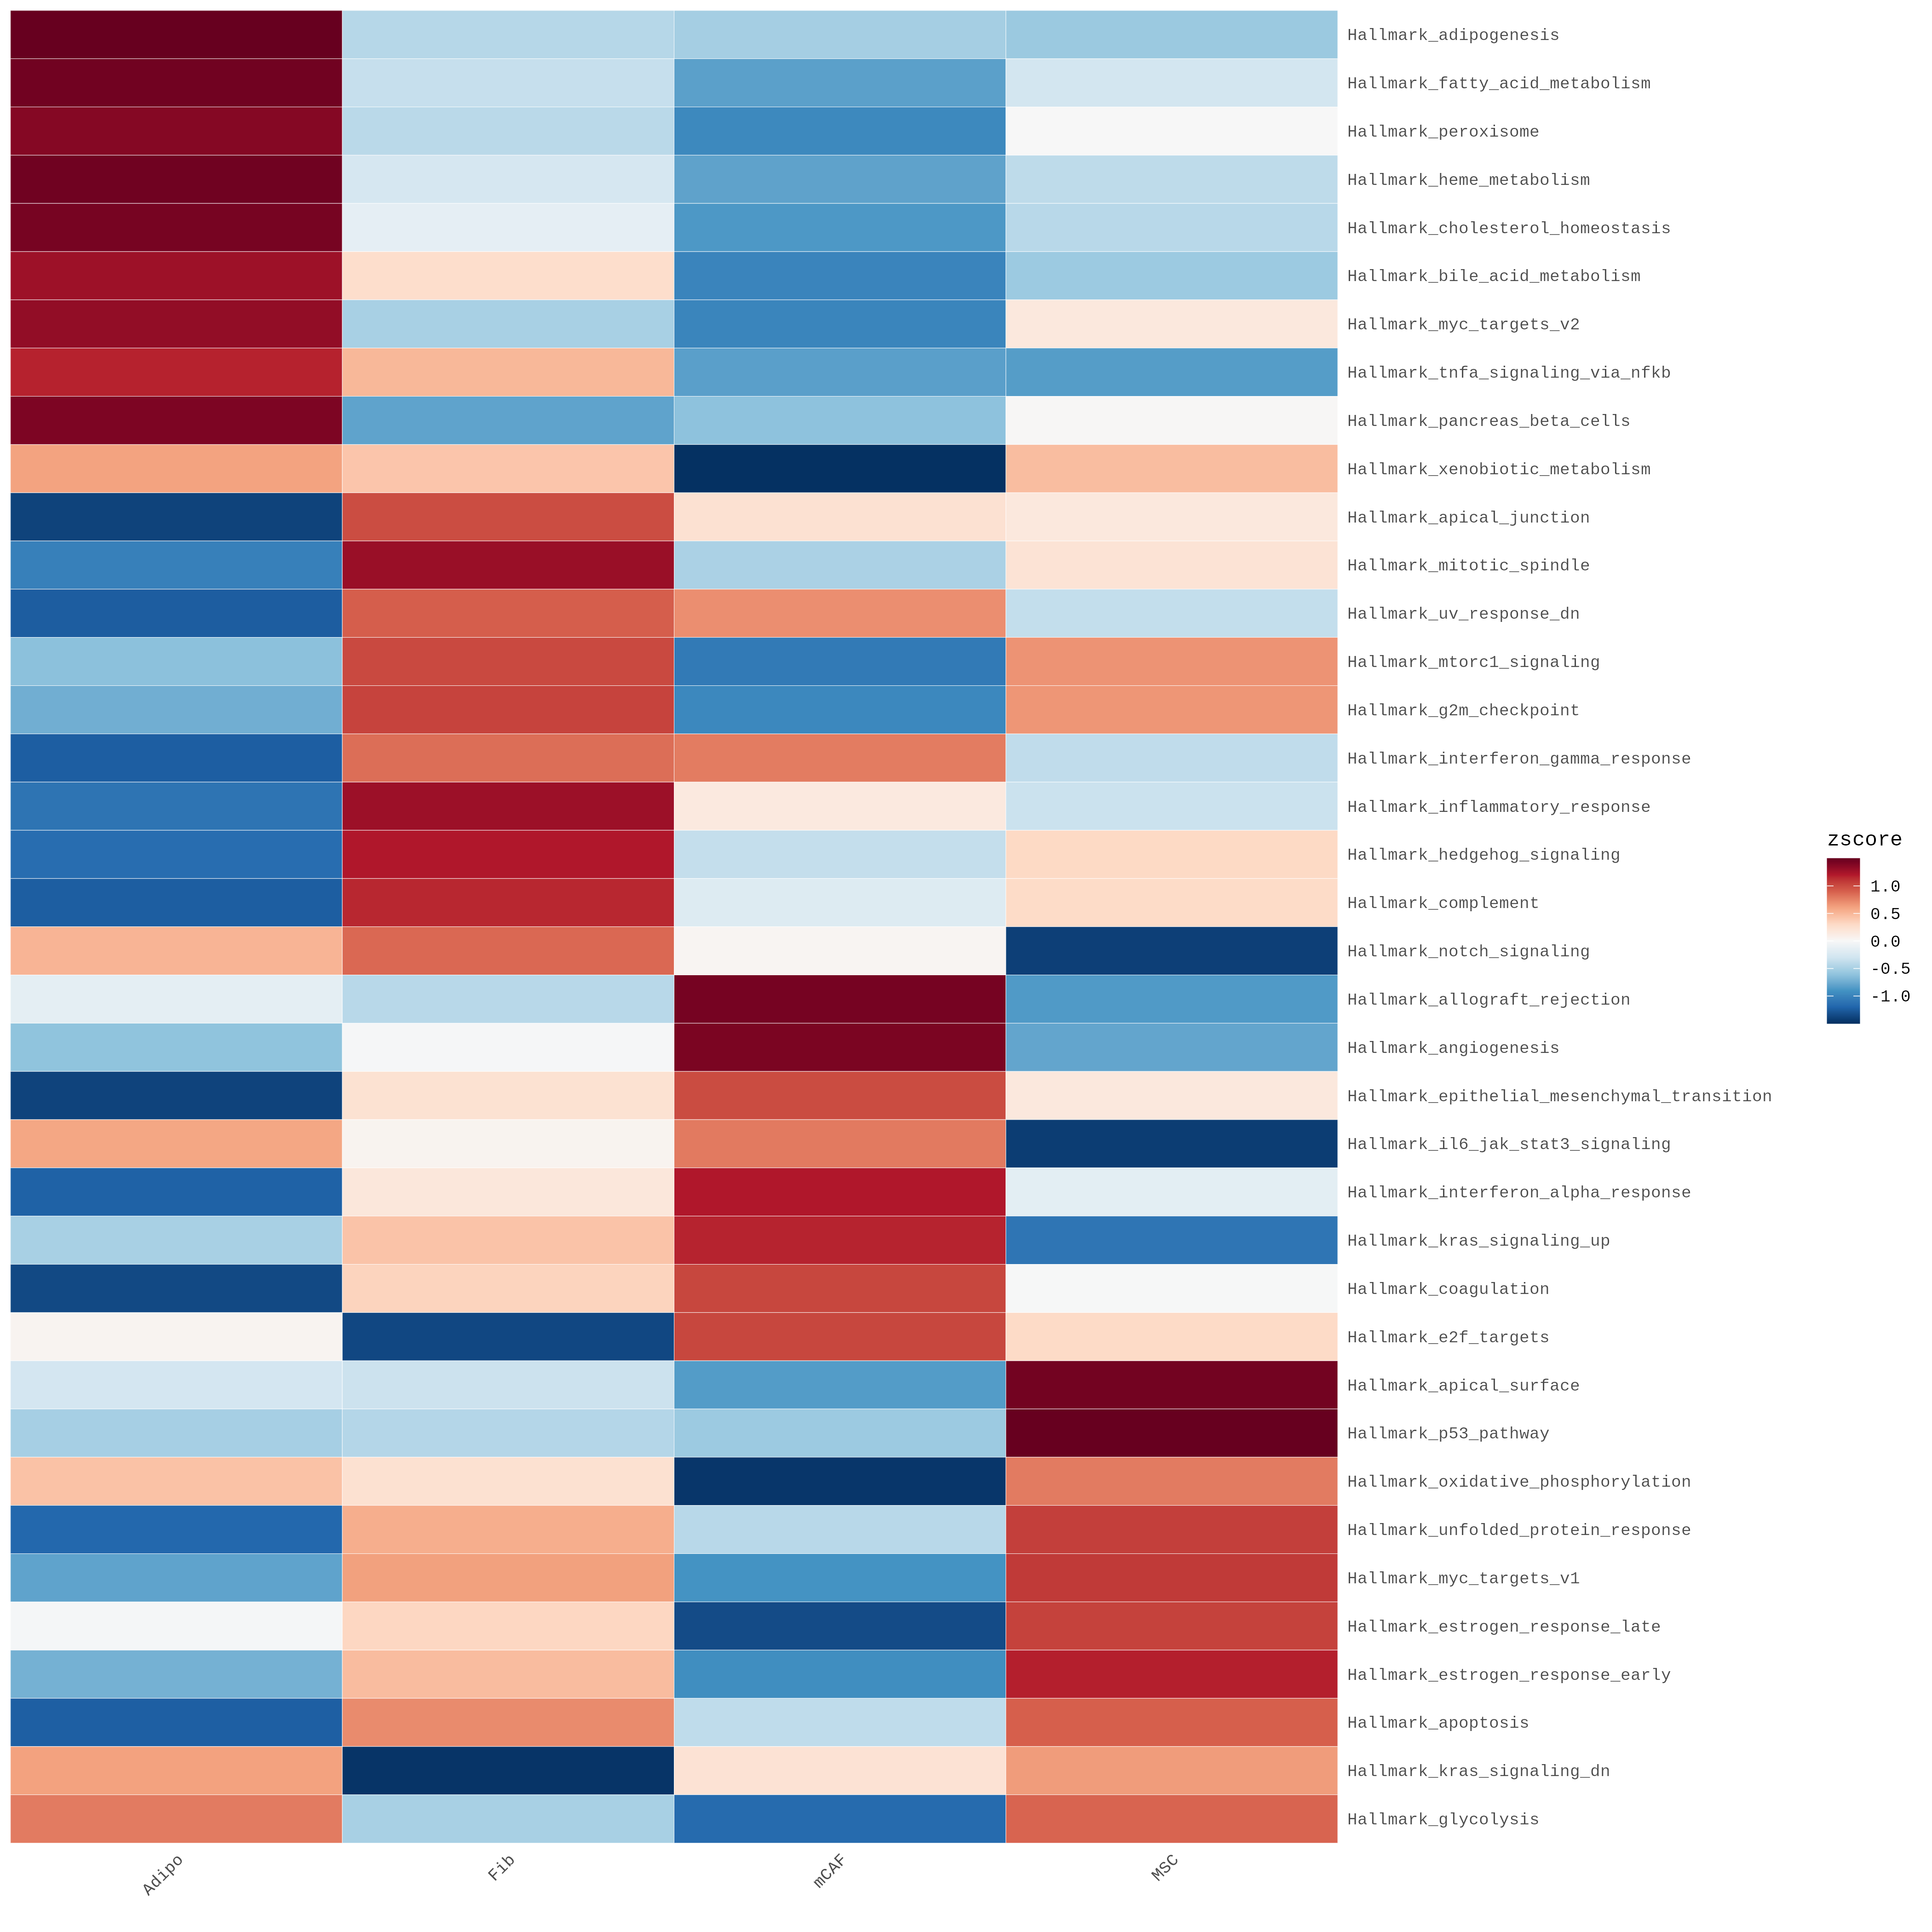 Hallmark_adipogenesis
Hallmark_fatty_acid_metabolism
Hallmark_peroxisome
Hallmark_heme_metabolism
Hallmark_cholesterol_homeostasis
Hallmark_bile_acid_metabolism
Hallmark_myc_targets_v2
Hallmark_tnfa_signaling_via_nfkb
Hallmark_pancreas_beta_cells
Hallmark_xenobiotic_metabolism
Hallmark_apical_junction
Hallmark_mitotic_spindle
Hallmark_uv_response_dn
Hallmark_mtorc1_signaling
Hallmark_g2m_checkpoint
Hallmark_interferon_gamma_response
Hallmark_inflammatory_response
Hallmark_hedgehog_signaling
Hallmark_complement
Hallmark_notch_signaling
Hallmark_allograft_rejection
Hallmark_angiogenesis
Hallmark_epithelial_mesenchymal_transition
Hallmark_il6_jak_stat3_signaling
Hallmark_interferon_alpha_response
Hallmark_kras_signaling_up
Hallmark_coagulation
Hallmark_e2f_targets
Hallmark_apical_surface
Hallmark_p53_pathway
Hallmark_oxidative_phosphorylation
Hallmark_unfolded_protein_response
Hallmark_myc_targets_v1
Hallmark_estrogen_response_late
Hallmark_estrogen_response_early
Hallmark_apoptosis
Hallmark_kras_signaling_dn
Hallmark_glycolysis
Adipo
Fib
mCAF
MSC
zscore
1.0
0.5
0.0
-0.5
-1.0